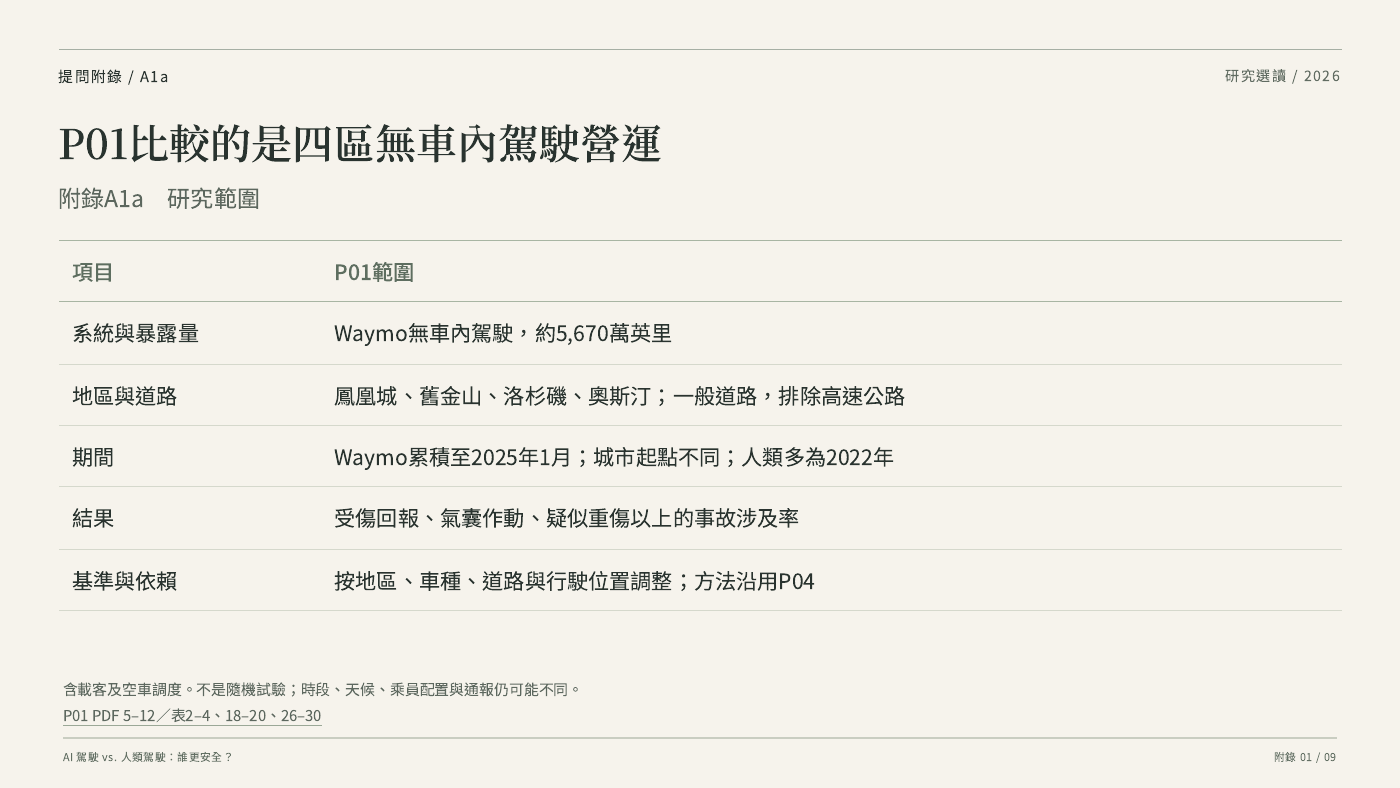 提問附錄 / A1a
研究選讀 / 2026
P01比較的是四區無車內駕駛營運
附錄A1a 研究範圍
項目 P01範圍
系統與暴露量 Waymo無車內駕駛，約5,670萬英里
地區與道路 鳳凰城、舊金山、洛杉磯、奧斯汀；一般道路，排除高速公路
期間 Waymo累積至2025年1月；城市起點不同；人類多為2022年
結果 受傷回報、氣囊作動、疑似重傷以上的事故涉及率
基準與依賴 按地區、車種、道路與行駛位置調整；方法沿用P04
含載客及空車調度。不是隨機試驗；時段、天候、乘員配置與通報仍可能不同。
P01 PDF 5–12／表2–4、18–20、26–30
AI 駕駛 vs. 人類駕駛：誰更安全？
附錄 01 / 09